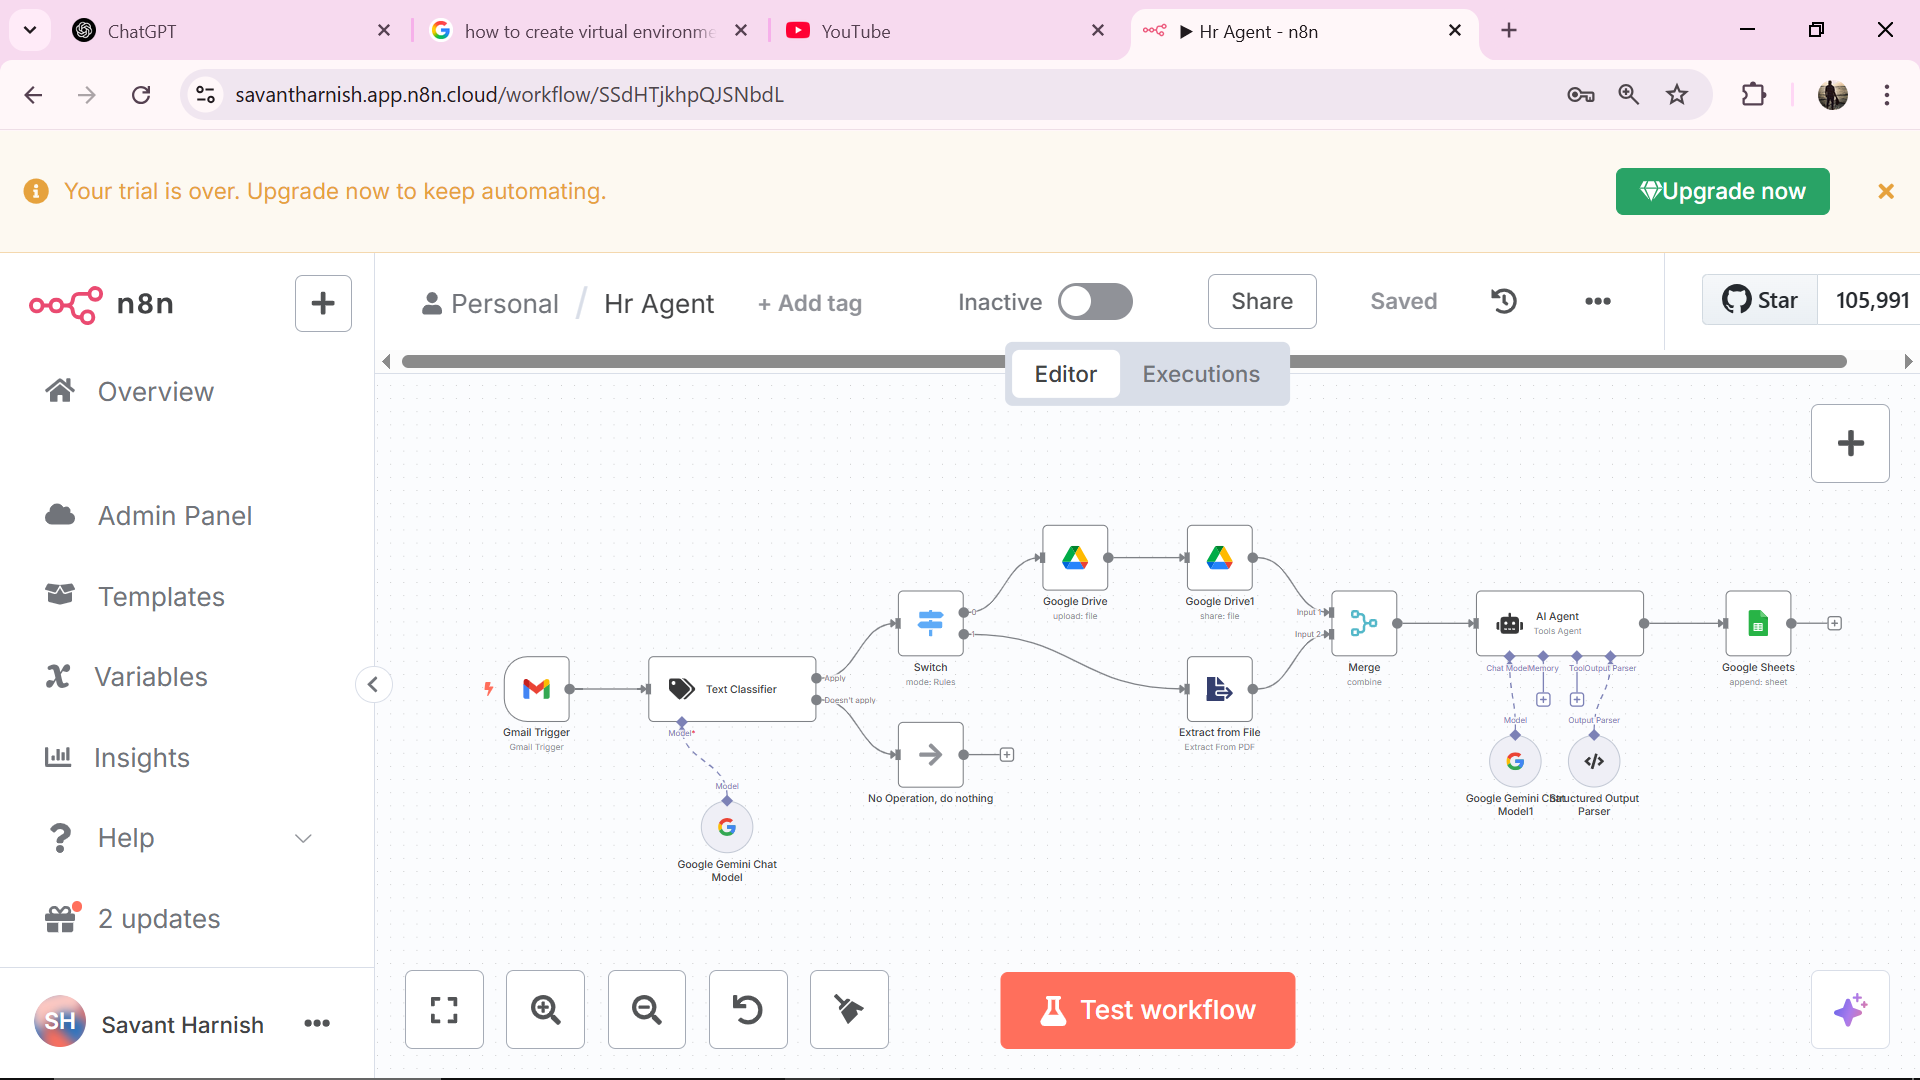 ChatGPT
how to create virtual environme
YouTube
▶ Hr Agent - n8n
savantharnish.app.n8n.cloud/workflow/SSdHTjkhpQJSNbdL
Your trial is over. Upgrade now to keep automating.
Upgrade now
n8n
Personal / Hr Agent
+ Add tag
Inactive
Share
Saved
Star
105,991
Editor
Executions
Overview
Admin Panel
Templates
Variables
Insights
Help
2 updates
SH
Savant Harnish
Gmail Trigger
Gmail Trigger
Text Classifier
Apply
Doesn't apply
Model*
Model
Google Gemini Chat
Model
Switch
mode: Rules
0
1
No Operation, do nothing
Google Drive
upload: file
Google Drive1
share: file
Extract from File
Extract From PDF
Input 1
Input 2
Merge
combine
AI Agent
Tools Agent
Chat Model
Memory
Tool
Output Parser
Model
Output Parser
Google Gemini Chat
Model1
Structured Output
Parser
Google Sheets
append: sheet
Test workflow